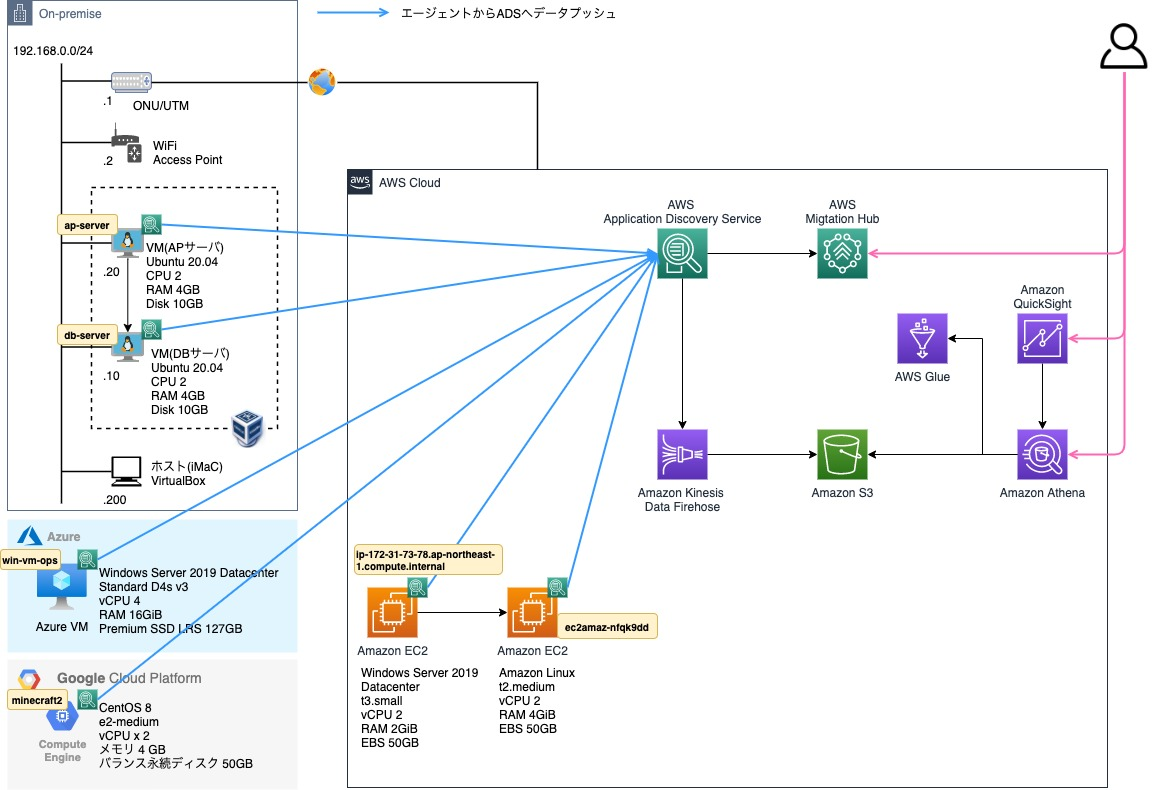 On-premise
エージェントからADSへデータプッシュ
192.168.0.0/24
.1
ONU/UTM
WiFi
Access Point
.2
ap-server
VM(APサーバ)
Ubuntu 20.04
CPU 2
RAM 4GB
Disk 10GB
.20
db-server
VM(DBサーバ)
Ubuntu 20.04
CPU 2
RAM 4GB
Disk 10GB
.10
ホスト(iMaC)
VirtualBox
.200
Azure
win-vm-ops
Windows Server 2019 Datacenter
Standard D4s v3
vCPU 4
RAM 16GiB
Premium SSD LRS 127GB
Azure VM
Google Cloud Platform
minecraft2
CentOS 8
e2-medium
vCPU x 2
メモリ 4 GB
バランス永続ディスク 50GB
Compute
Engine
aws
AWS Cloud
AWS
Application Discovery Service
AWS
Migtation Hub
Amazon
QuickSight
AWS Glue
Amazon Kinesis
Data Firehose
Amazon S3
Amazon Athena
ip-172-31-73-78.ap-northeast-
1.compute.internal
ec2amaz-nfqk9dd
Amazon EC2
Windows Server 2019
Datacenter
t3.small
vCPU 2
RAM 2GiB
EBS 50GB
Amazon EC2
Amazon Linux
t2.medium
vCPU 2
RAM 4GiB
EBS 50GB